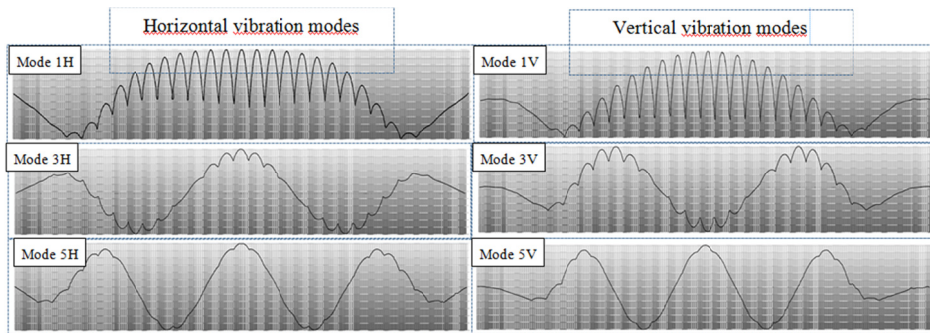 Horizontal vibration modes
Vertical vibration modes
Mode 1H
Mode 1V
Mode 3H
Mode 3V
Mode 5H
Mode 5V